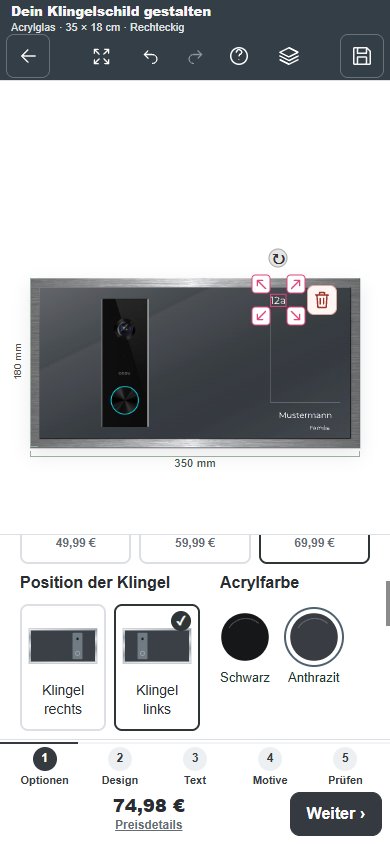 Dein Klingelschild gestalten
Acrylglas · 35 × 18 cm · Rechteckig
12a
180 mm
Mustermann
Familie
350 mm
49,99 €
59,99 €
69,99 €
Position der Klingel
Acrylfarbe
Klingel
rechts
Klingel
links
Schwarz
Anthrazit
1
2
3
4
5
Optionen
Design
Text
Motive
Prüfen
74,98 €
Preisdetails
Weiter ›